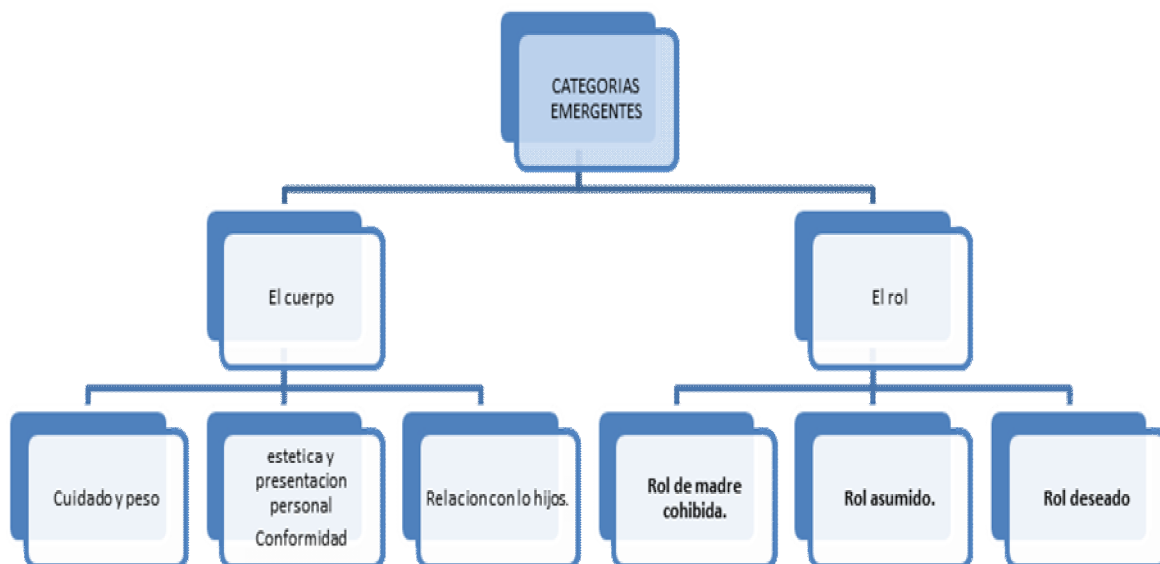 CATEGORIAS
EMERGENTES
El cuerpo
El rol
Cuidado y peso
estetica y
presentacion
personal
Conformidad
Relacion con lo hijos.
Rol de madre
cohibida.
Rol asumido.
Rol deseado